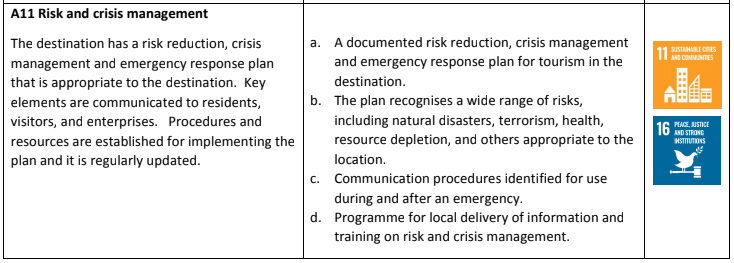 A11 Risk and crisis management
The destination has a risk reduction, crisis
management and emergency response plan
that is appropriate to the destination.  Key
elements are communicated to residents,
visitors, and enterprises.   Procedures and
resources are established for implementing the
plan and it is regularly updated.
a. A documented risk reduction, crisis management
and emergency response plan for tourism in the
destination.
b. The plan recognises a wide range of risks,
including natural disasters, terrorism, health,
resource depletion, and others appropriate to the
location.
c. Communication procedures identified for use
during and after an emergency.
d. Programme for local delivery of information and
training on risk and crisis management.
11 SUSTAINABLE CITIES
AND COMMUNITIES
16 PEACE, JUSTICE
AND STRONG
INSTITUTIONS